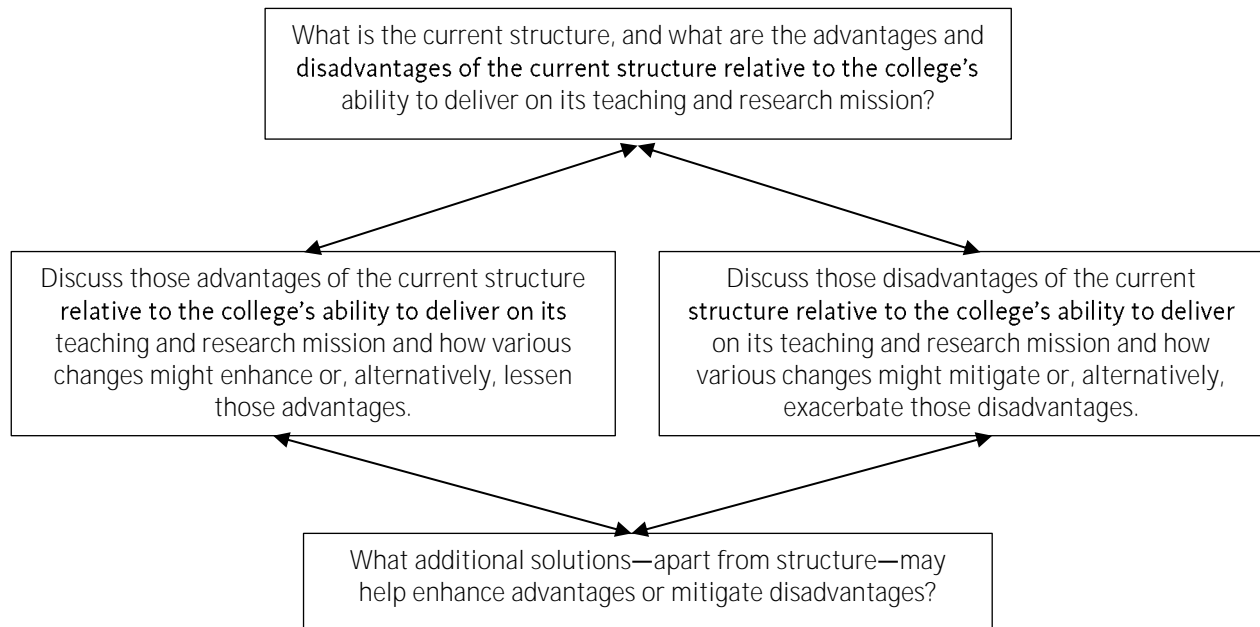 What is the current structure, and what are the advantages and
disadvantages of the current structure relative to the college’s
ability to deliver on its teaching and research mission?
Discuss those advantages of the current structure
relative to the college’s ability to deliver on its
teaching and research mission and how various
changes might enhance or, alternatively, lessen
those advantages.
Discuss those disadvantages of the current
structure relative to the college’s ability to deliver
on its teaching and research mission and how
various changes might mitigate or, alternatively,
exacerbate those disadvantages.
What additional solutions—apart from structure—may
help enhance advantages or mitigate disadvantages?